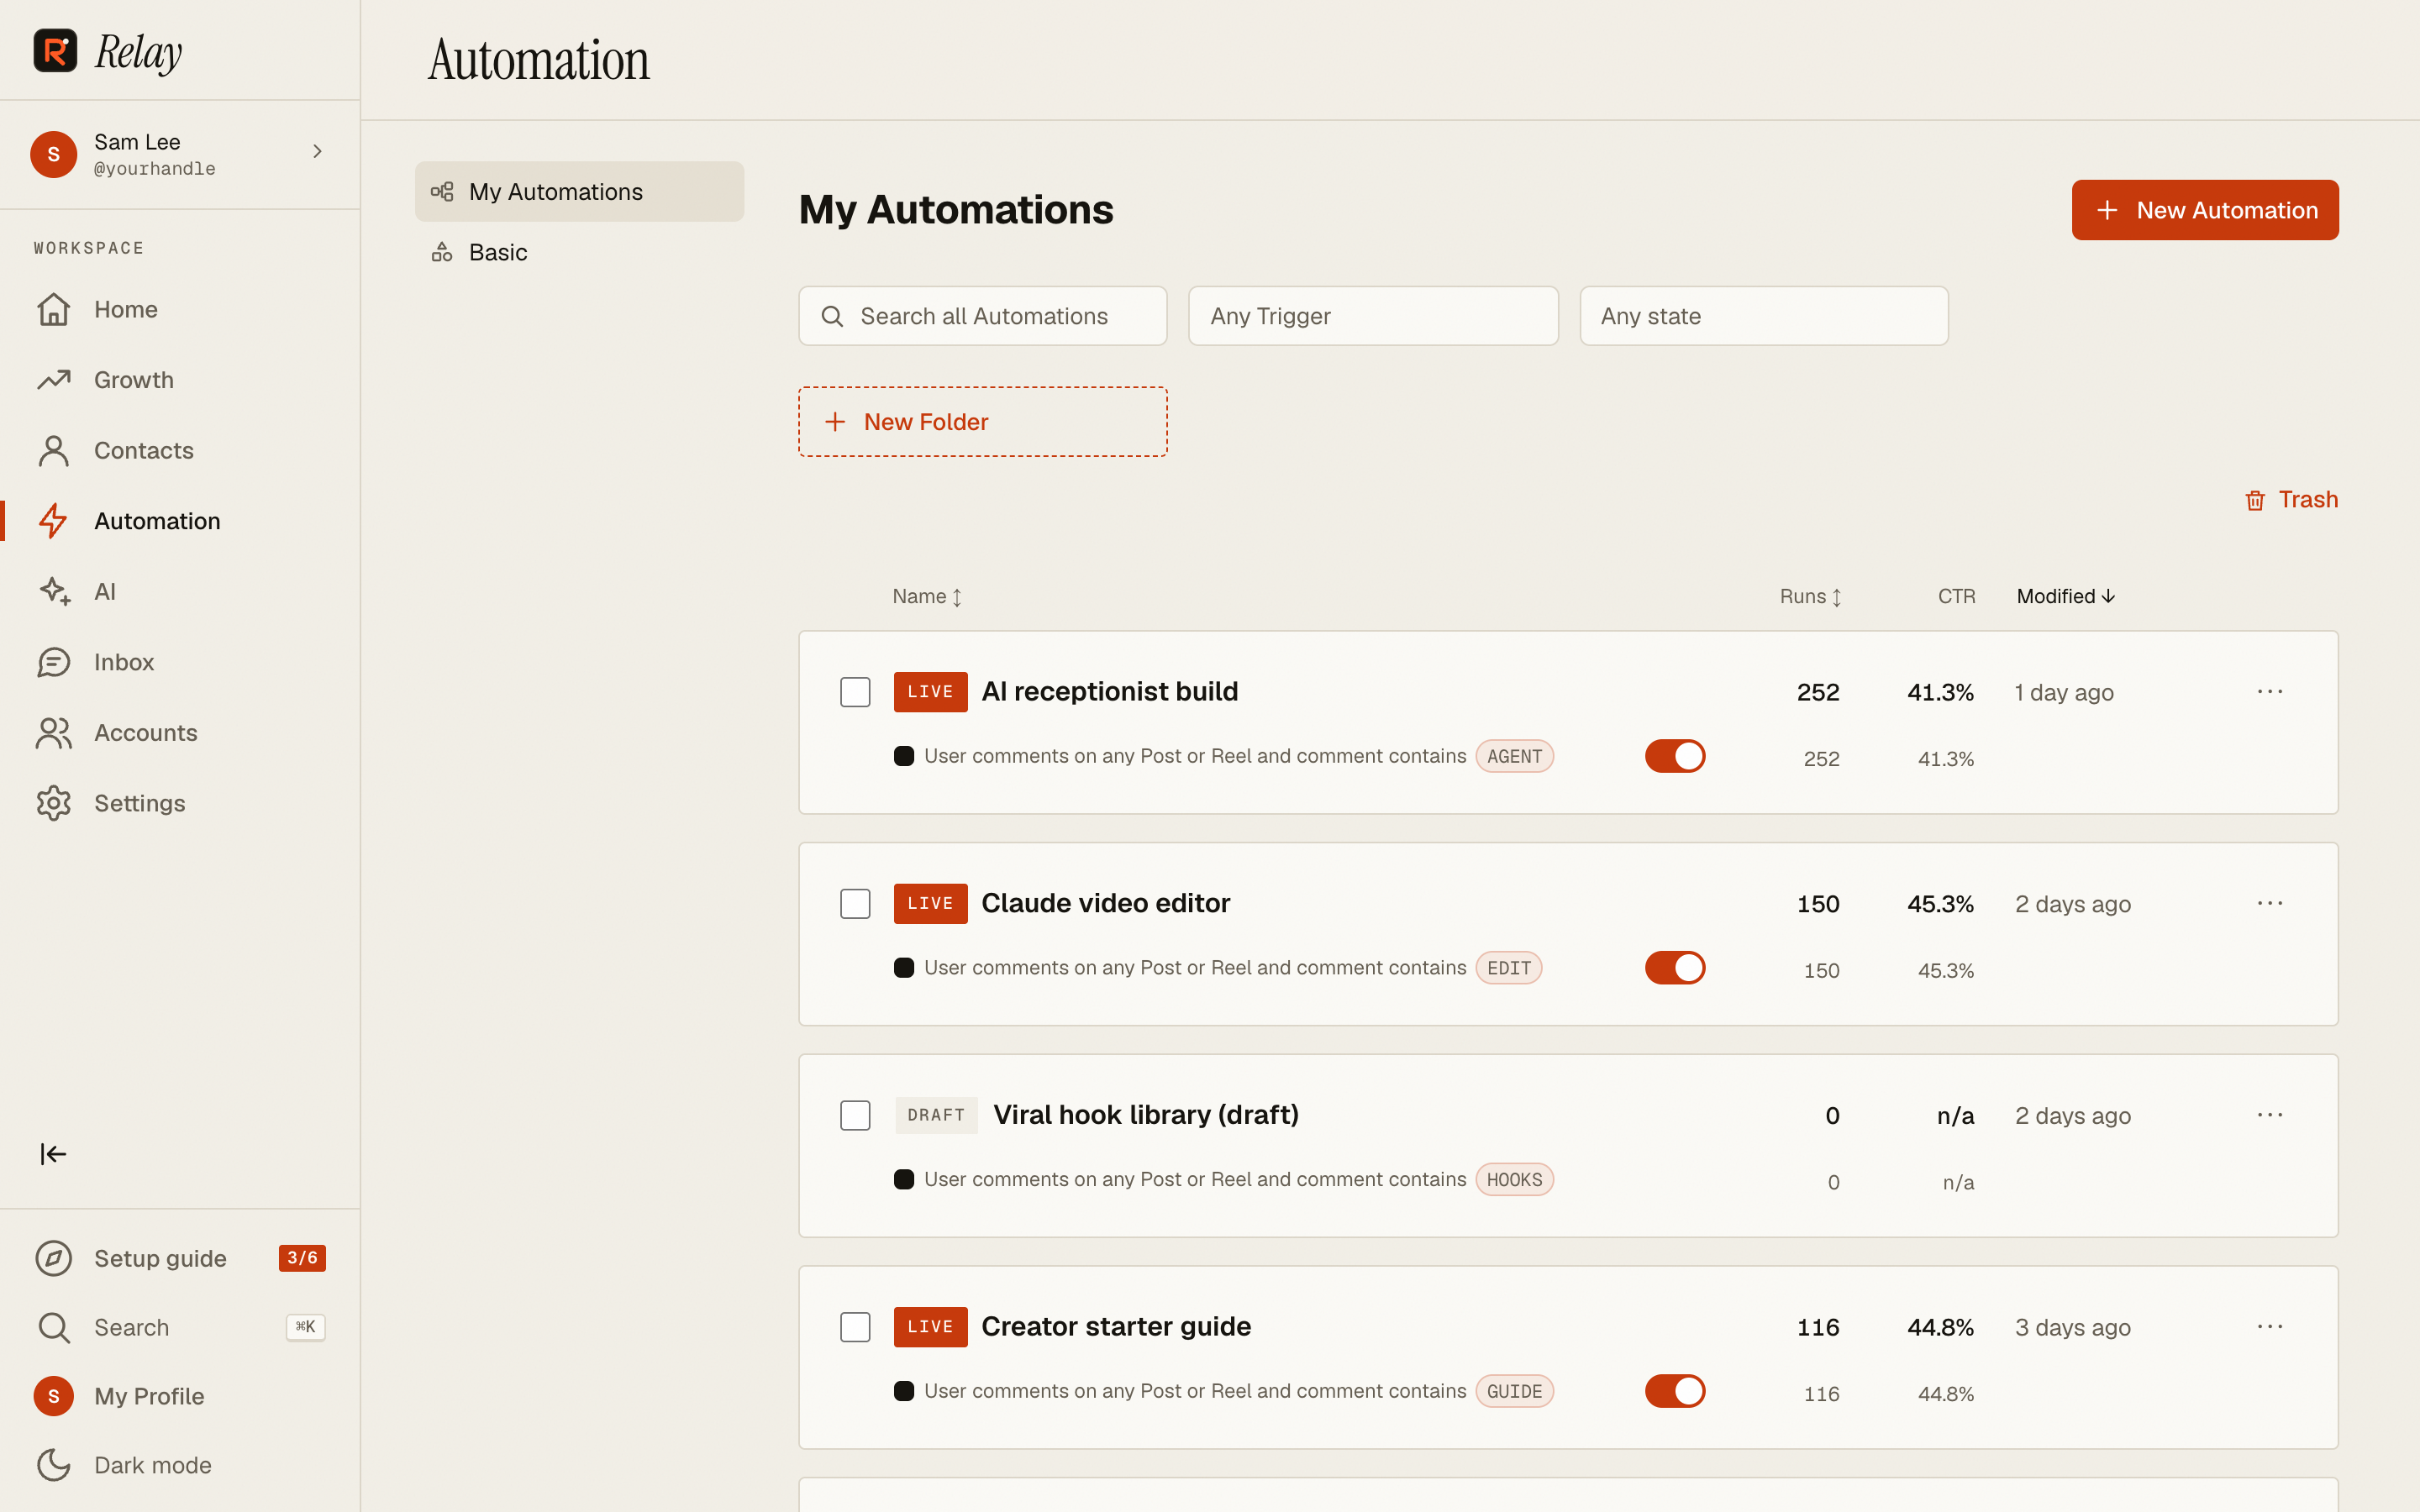 Relay
Sam Lee
@yourhandle
WORKSPACE
Home
Growth
Contacts
Automation
AI
Inbox
Accounts
Settings
Setup guide 3/6
Search ⌘K
S My Profile
Dark mode
Automation
My Automations
Basic
My Automations
New Automation
Search all Automations
Any Trigger
Any state
New Folder
Trash
Name Runs CTR Modified
LIVE AI receptionist build 252 41.3% 1 day ago
User comments on any Post or Reel and comment contains AGENT 252 41.3%
LIVE Claude video editor 150 45.3% 2 days ago
User comments on any Post or Reel and comment contains EDIT 150 45.3%
DRAFT Viral hook library (draft) 0 n/a 2 days ago
User comments on any Post or Reel and comment contains HOOKS 0 n/a
LIVE Creator starter guide 116 44.8% 3 days ago
User comments on any Post or Reel and comment contains GUIDE 116 44.8%